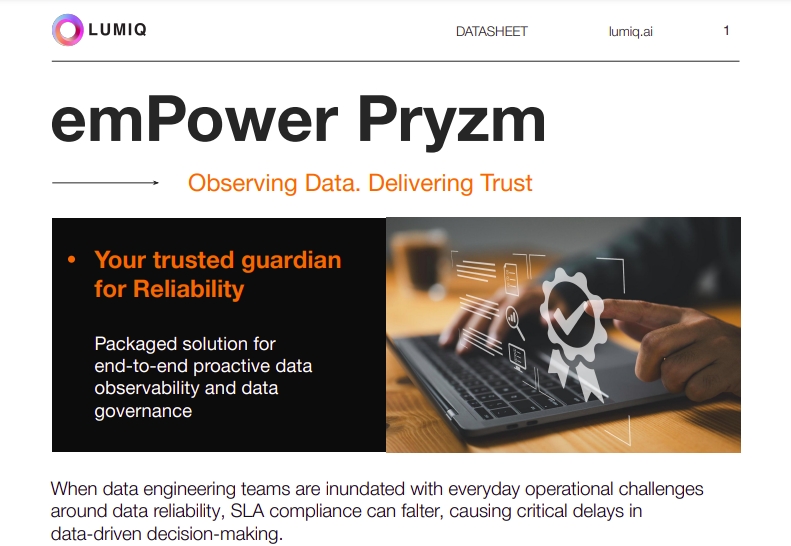 LUMIQ
DATASHEET
lumiq.ai
1
emPower Pryzm
Observing Data. Delivering Trust
• Your trusted guardian
for Reliability
Packaged solution for
end-to-end proactive data
observability and data
governance
When data engineering teams are inundated with everyday operational challenges
around data reliability, SLA compliance can falter, causing critical delays in
data-driven decision-making.